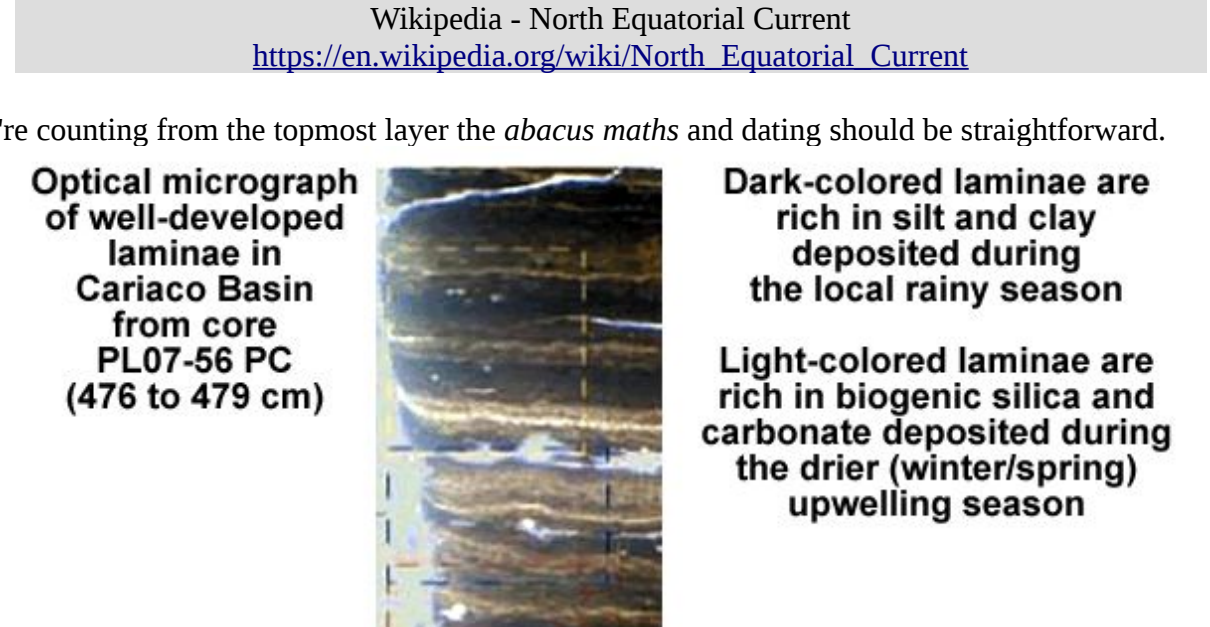 Wikipedia - North Equatorial Current
https://en.wikipedia.org/wiki/North_Equatorial_Current
're counting from the topmost layer the abacus maths and dating should be straightforward.
Optical micrograph
of well-developed
laminae in
Cariaco Basin
from core
PL07-56 PC
(476 to 479 cm)
Dark-colored laminae are
rich in silt and clay
deposited during
the local rainy season
Light-colored laminae are
rich in biogenic silica and
carbonate deposited during
the drier (winter/spring)
upwelling season